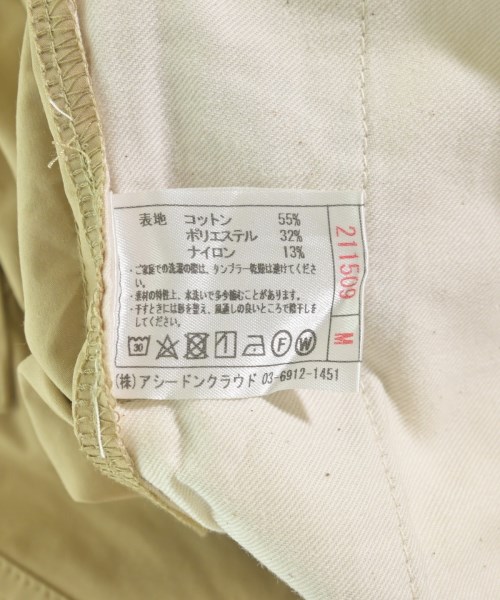 表地 コットン 55%
ポリエステル 32%
ナイロン 13%
・ご家庭での洗濯の際は、タンブラー乾燥は避けてくださ
い。
・素材の特性上、水洗いで多少縮むことがあります。
・干すときには形を整え、風通しの良いところで陰干しを
してください。
30 F W
(株)アシードンクラウド 03-6912-1451
211509 M